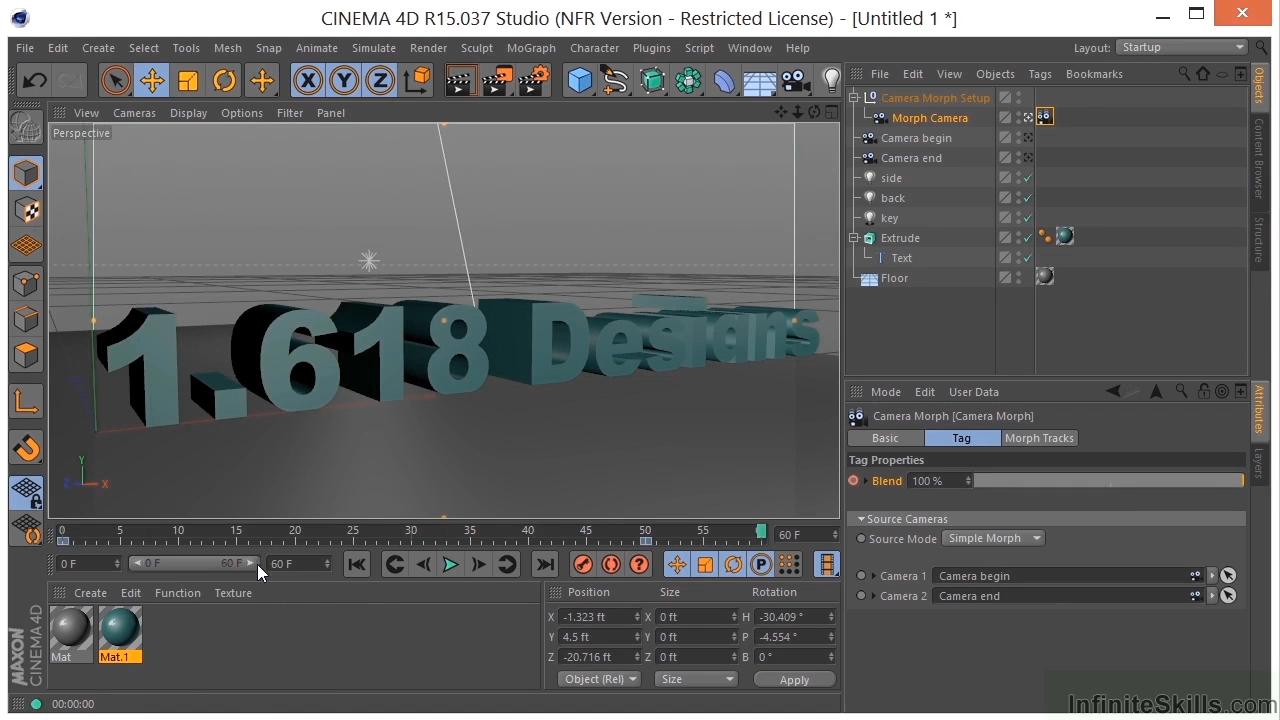 CINEMA 4D R15.037 Studio (NFR Version - Restricted License) - [Untitled 1 *]
File Edit Create Select Tools Mesh Snap Animate Simulate Render Sculpt MoGraph Character Plugins Script Window Help
Layout: Startup
X Y Z
File Edit View Objects Tags Bookmarks
View Cameras Display Options Filter Panel
Perspective
Camera Morph Setup
Morph Camera
Camera begin
Camera end
side
back
key
Extrude
Text
Floor
Objects
Content Browser
Structure
1.618 Designs
Y
Z X
Mode Edit User Data
Camera Morph [Camera Morph]
Basic Tag Morph Tracks
Tag Properties
Blend 100 %
Source Cameras
Source Mode Simple Morph
Camera 1 Camera begin
Camera 2 Camera end
Attributes
Layers
0 5 10 15 20 25 30 35 40 45 50 55 60 F
0 F 0 F 60 F 60 F
P
Create Edit Function Texture
Mat Mat.1
Position Size Rotation
X -1.323 ft X 0 ft H -30.409 °
Y 4.5 ft Y 0 ft P -4.554 °
Z -20.716 ft Z 0 ft B 0 °
Object (Rel) Size Apply
MAXON
CINEMA 4D
00:00:00
InfiniteSkills.com